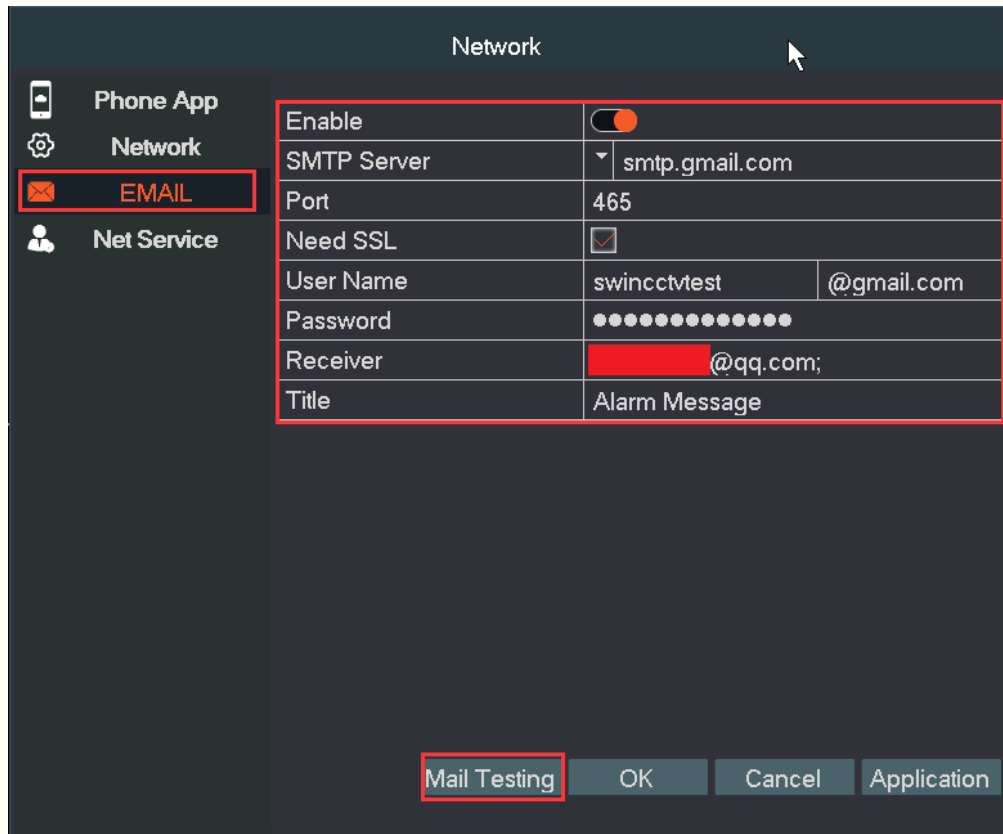 Network
Phone App
Network
EMAIL
Net Service
Enable
SMTP Server smtp.gmail.com
Port 465
Need SSL
User Name swincctvtest @gmail.com
Password ●●●●●●●●●●●●●
Receiver @qq.com;
Title Alarm Message
Mail Testing OK Cancel Application